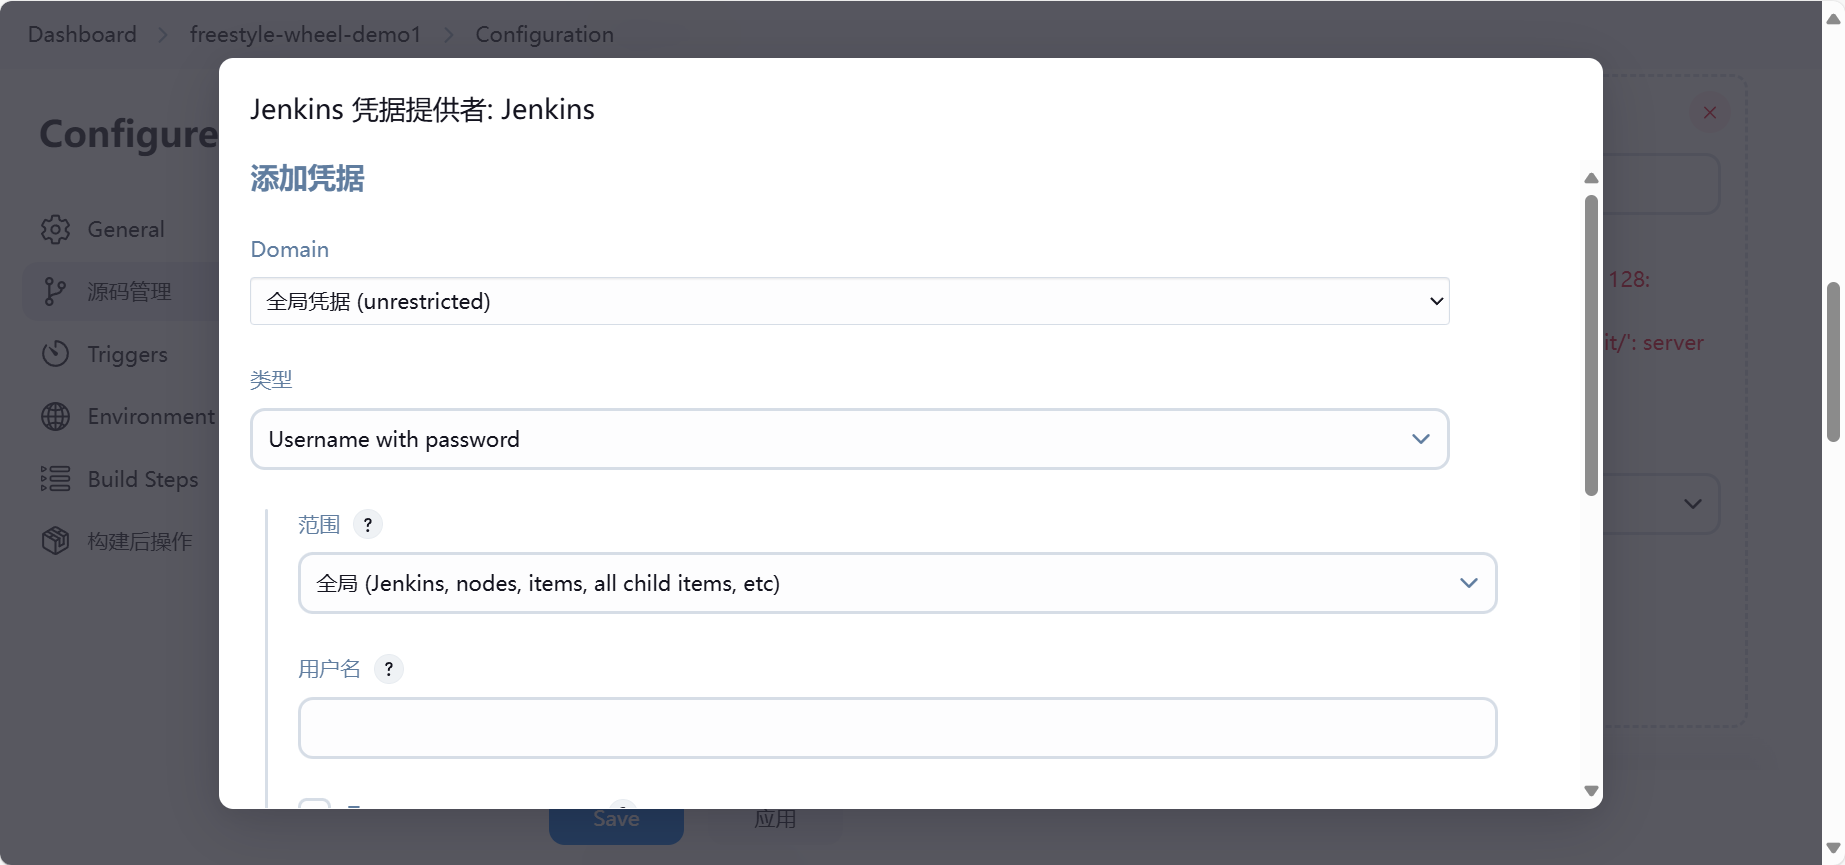 Dashboard > freestyle-wheel-demo1 > Configuration
Configure
General
源码管理
Triggers
Environment
Build Steps
构建后操作
Jenkins 凭据提供者: Jenkins
添加凭据
Domain
全局凭据 (unrestricted)
类型
Username with password
范围 ?
全局 (Jenkins, nodes, items, all child items, etc)
用户名 ?
128:
it/': server
Save
应用